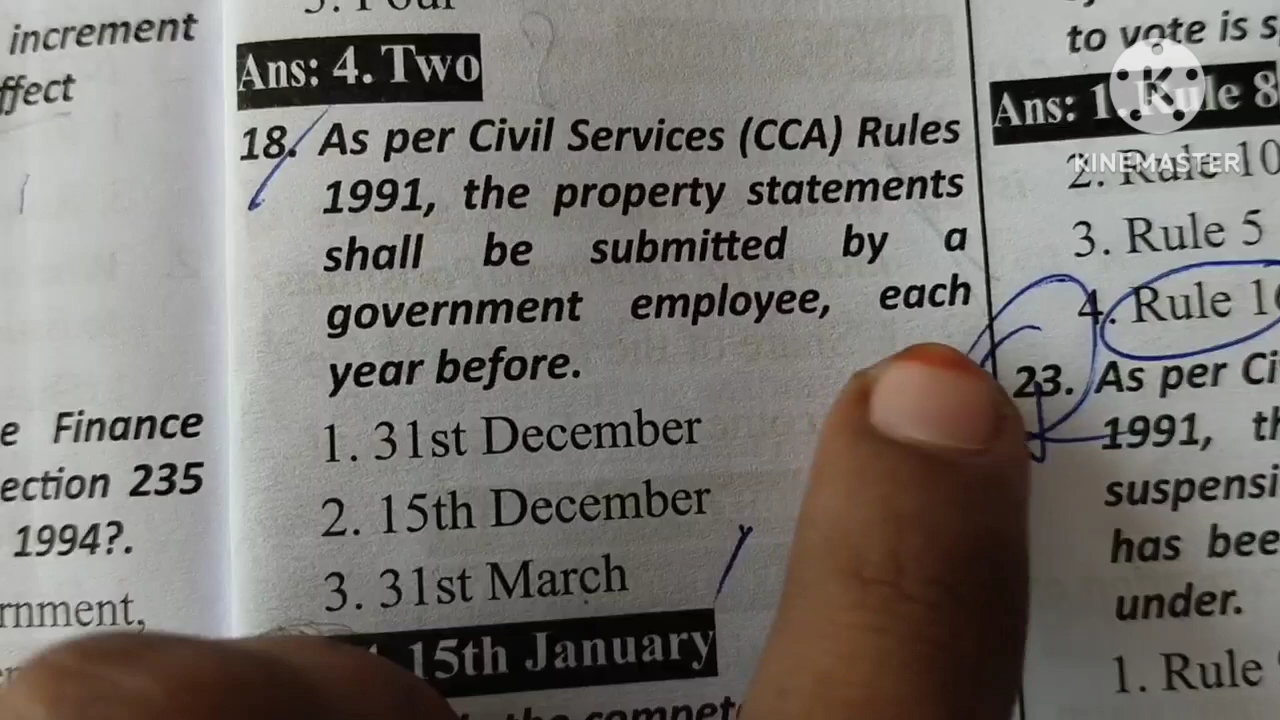 increment
ffect
e Finance
ection 235
1994?.
rnment,
Ans: 4. Two
18. As per Civil Services (CCA) Rules
1991, the property statements
shall be submitted by a
government employee, each
year before.
1. 31st December
2. 15th December
3. 31st March
15th January
to vote is s
Ans: 1. Rule 8
2. Rule 10
3. Rule 5
4. Rule 1
23. As per Ci
1991, th
suspensi
has bee
under.
1. Rule
K
KINEMASTER